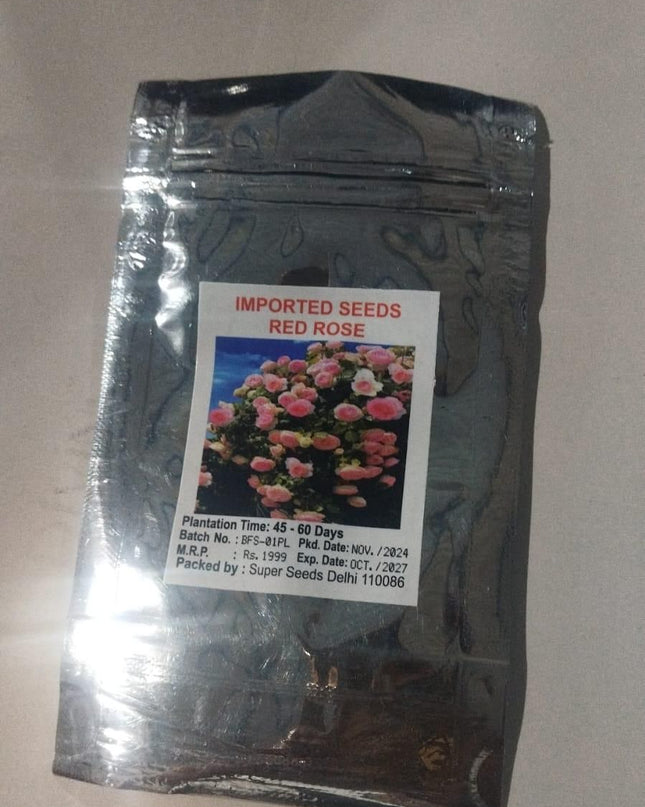 IMPORTED SEEDS
RED ROSE
Plantation Time: 45 - 60 Days
Batch No. : BFS-01PL Pkd. Date: NOV. /2024
M.R.P. : Rs. 1999 Exp. Date: OCT. /2027
Packed by : Super Seeds Delhi 110086